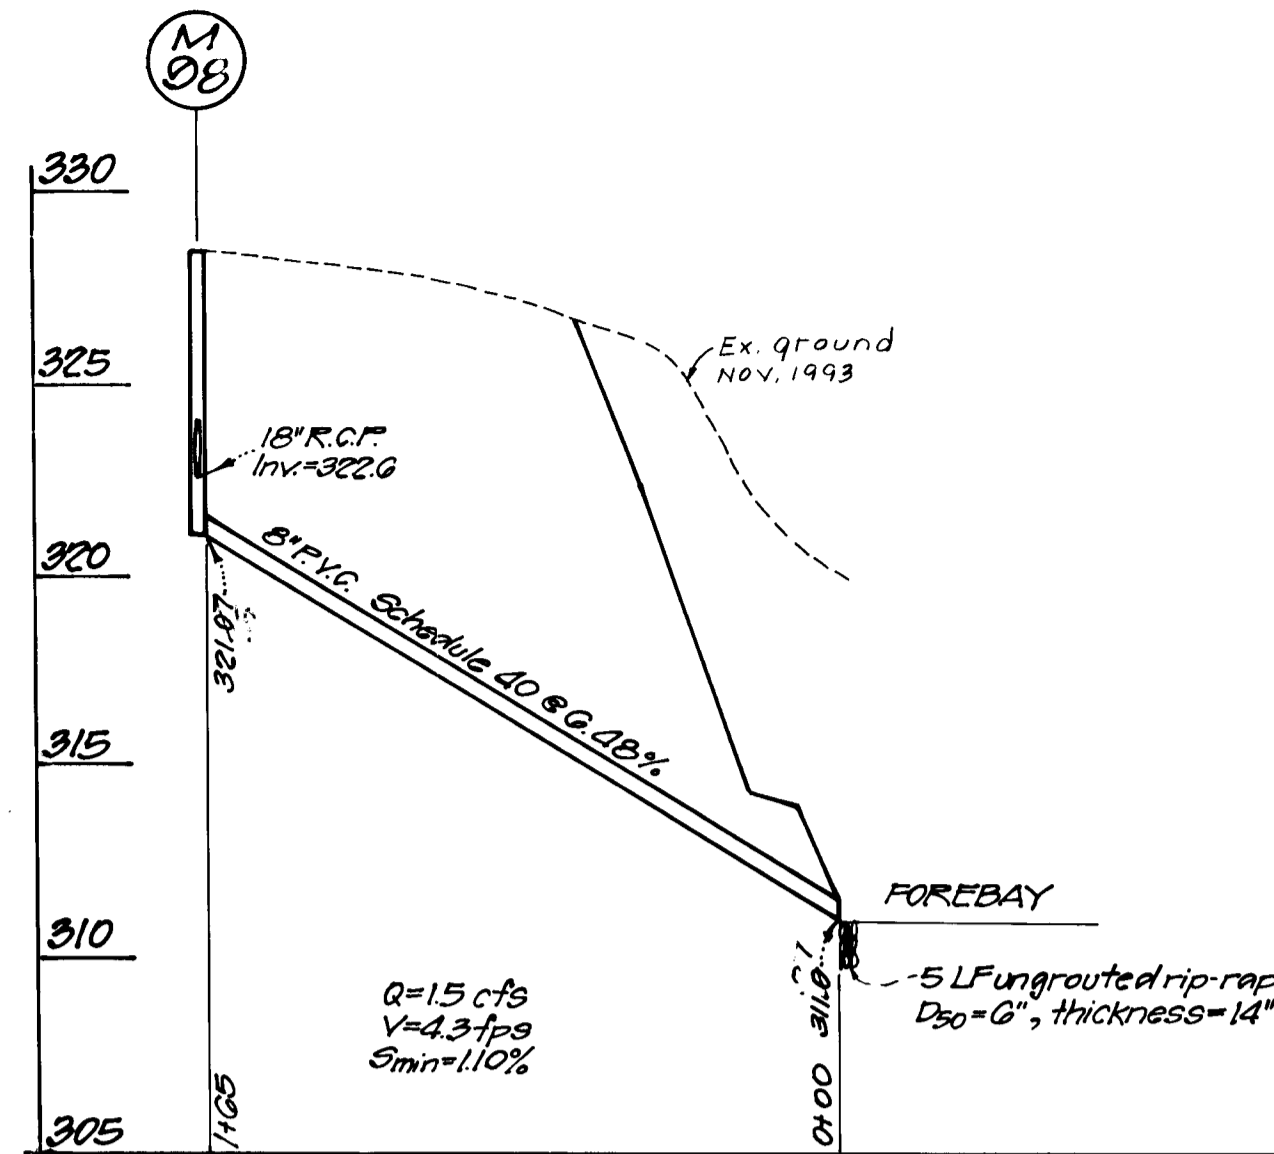 M
98
330
325
320
315
310
305
Ex. ground
NOV. 1993
18" R.C.P.
Inv.=322.6
8" P.V.C. Schedule 40 @ 6.48%
321.97
FOREBAY
5 LF ungrouted rip-rap
D50=6", thickness=14"
Q=1.5 cfs
V=4.3 fps
Smin=1.10%
1+65
0+00